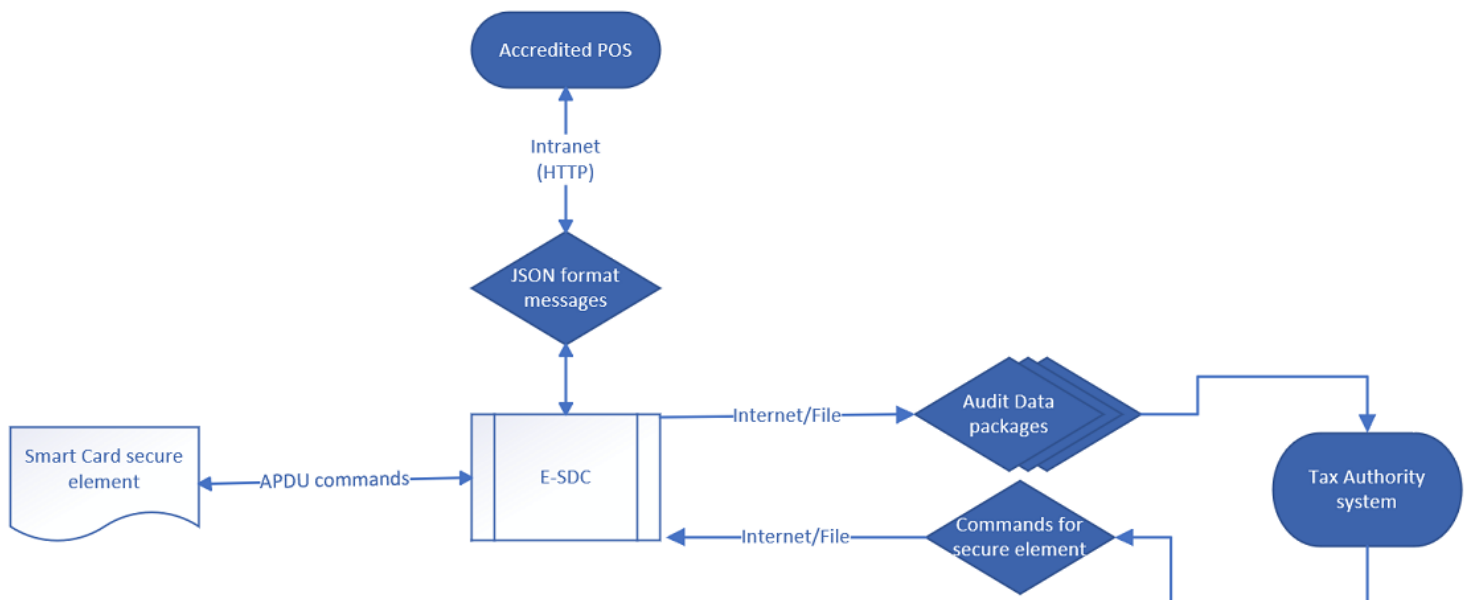 Accredited POS
Intranet
(HTTP)
JSON format
messages
Internet/File
Audit Data
packages
Smart Card secure
element
APDU commands
E-SDC
Tax Authority
system
Internet/File
Commands for
secure element